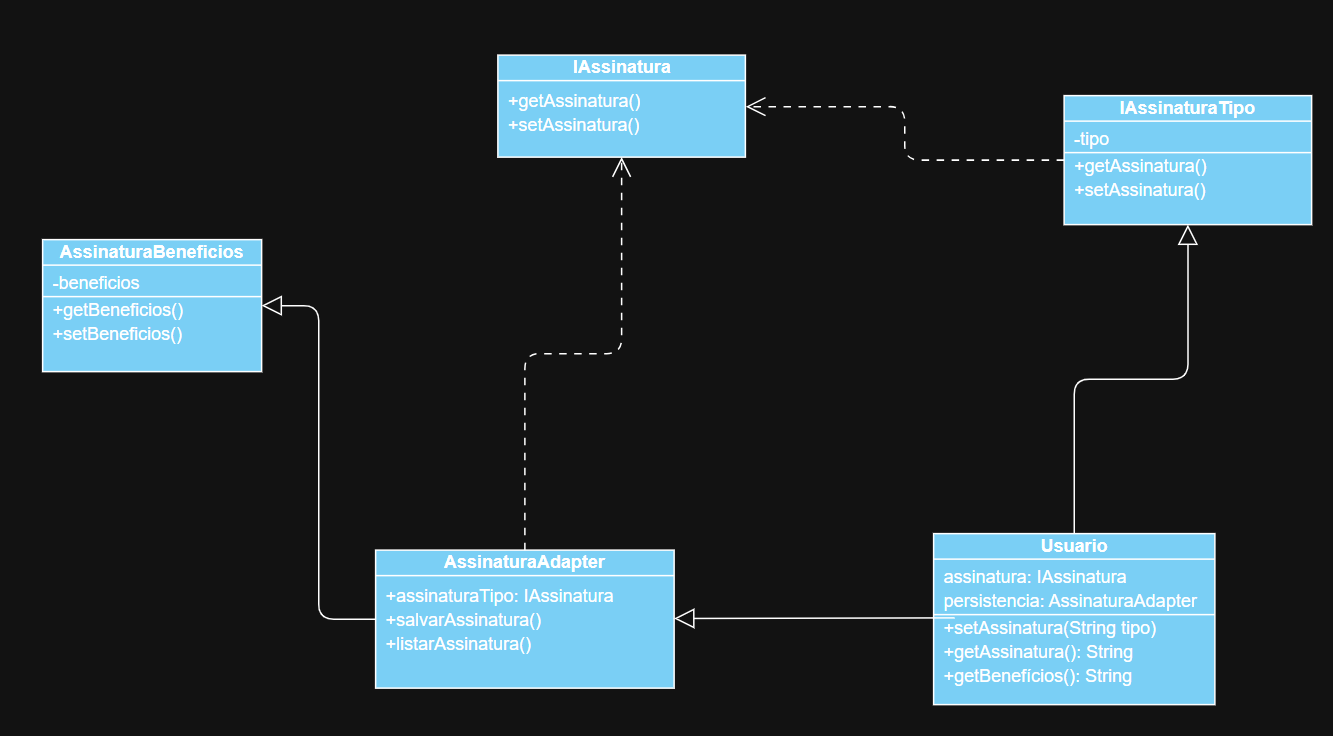 IAssinatura
+getAssinatura()
+setAssinatura()
IAssinaturaTipo
-tipo
+getAssinatura()
+setAssinatura()
AssinaturaBeneficios
-beneficios
+getBeneficios()
+setBeneficios()
AssinaturaAdapter
+assinaturaTipo: IAssinatura
+salvarAssinatura()
+listarAssinatura()
Usuario
assinatura: IAssinatura
persistencia: AssinaturaAdapter
+setAssinatura(String tipo)
+getAssinatura(): String
+getBenefícios(): String